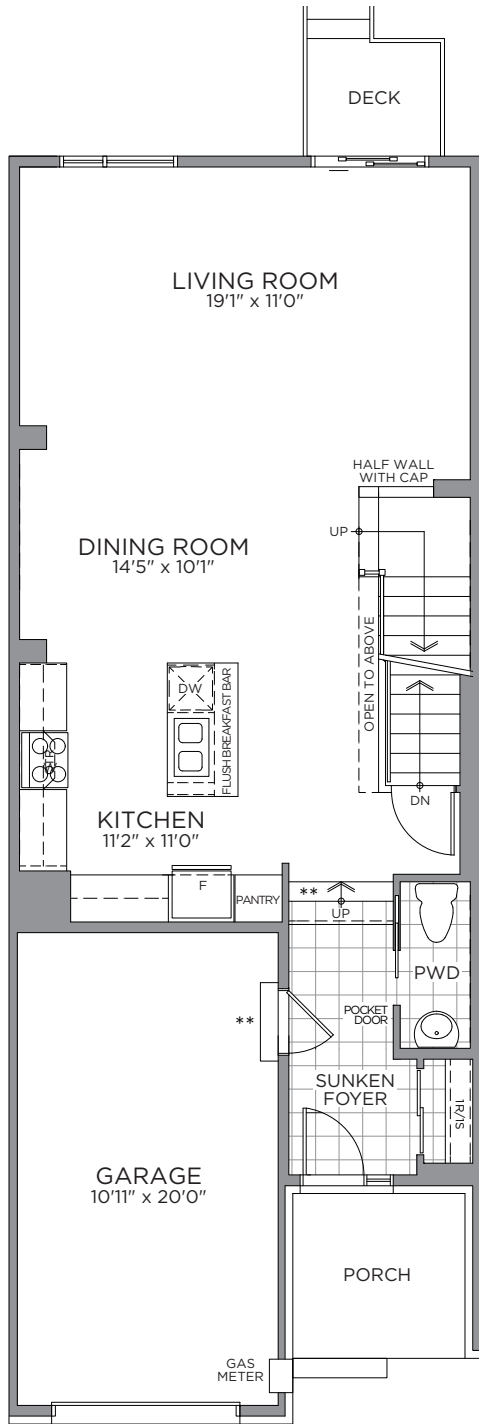 DECK
LIVING ROOM
19'1" x 11'0"
HALF WALL
WITH CAP
UP
DINING ROOM
14'5" x 10'1"
OPEN TO ABOVE
DW
FLUSH BREAKFAST BAR
DN
KITCHEN
11'2" x 11'0"
F
PANTRY
**
UP
PWD
POCKET
DOOR
**
SUNKEN
FOYER
1R/1S
GARAGE
10'11" x 20'0"
PORCH
GAS
METER